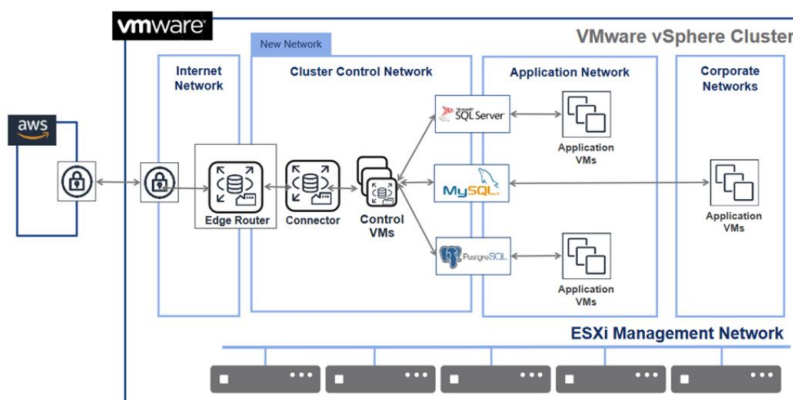 vmware®
VMware vSphere Cluster
New Network
Internet
Network
Cluster Control Network
Application Network
Corporate
Networks
aws
Microsoft
SQL Server
Application
VMs
MySQL
Edge Router
Connector
Control
VMs
Application
VMs
PostgreSQL
Application
VMs
ESXi Management Network